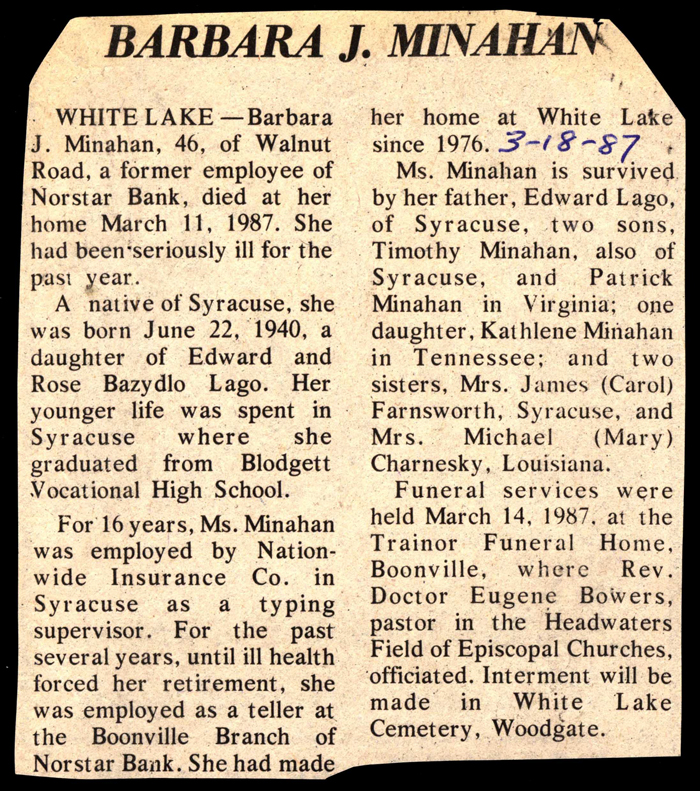 BARBARA J. MINAHAN
WHITE LAKE — Barbara
J. Minahan, 46, of Walnut
Road, a former employee of
Norstar Bank, died at her
home March 11, 1987. She
had been seriously ill for the
past year.
A native of Syracuse, she
was born June 22, 1940, a
daughter of Edward and
Rose Bazydlo Lago. Her
younger life was spent in
Syracuse where she
graduated from Blodgett
Vocational High School.
For 16 years, Ms. Minahan
was employed by Nation-
wide Insurance Co. in
Syracuse as a typing
supervisor. For the past
several years, until ill health
forced her retirement, she
was employed as a teller at
the Boonville Branch of
Norstar Bank. She had made
her home at White Lake
since 1976. 3-18-87
Ms. Minahan is survived
by her father, Edward Lago,
of Syracuse, two sons,
Timothy Minahan, also of
Syracuse, and Patrick
Minahan in Virginia; one
daughter, Kathlene Minahan
in Tennessee; and two
sisters, Mrs. James (Carol)
Farnsworth, Syracuse, and
Mrs. Michael (Mary)
Charnesky, Louisiana.
Funeral services were
held March 14, 1987. at the
Trainor Funeral Home,
Boonville, where Rev.
Doctor Eugene Bowers,
pastor in the Headwaters
Field of Episcopal Churches,
officiated. Interment will be
made in White Lake
Cemetery, Woodgate.